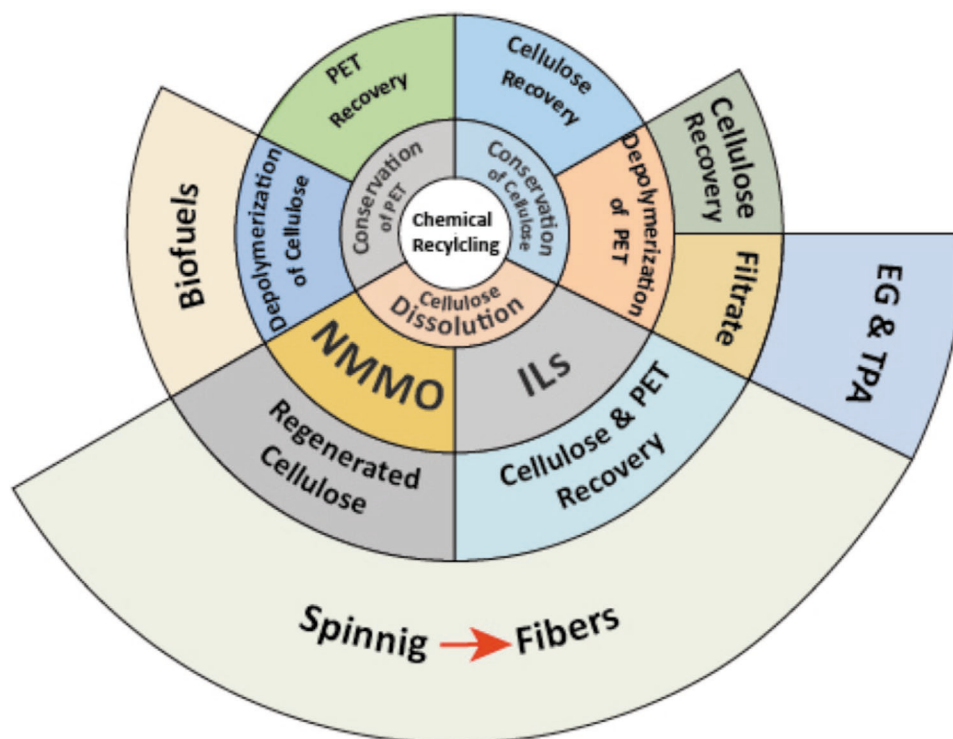 PET
Recovery
Cellulose
Recovery
Cellulose
Recovery
Biofuels
Depolymerization
of Cellulose
Conservation
of PET
Chemical
Recylcling
Conservation
of Cellulose
Depolymerization
of PET
Filtrate
EG & TPA
Cellulose
Dissolution
NMMO
ILs
Regenerated
Cellulose
Cellulose & PET
Recovery
Spinnig
Fibers